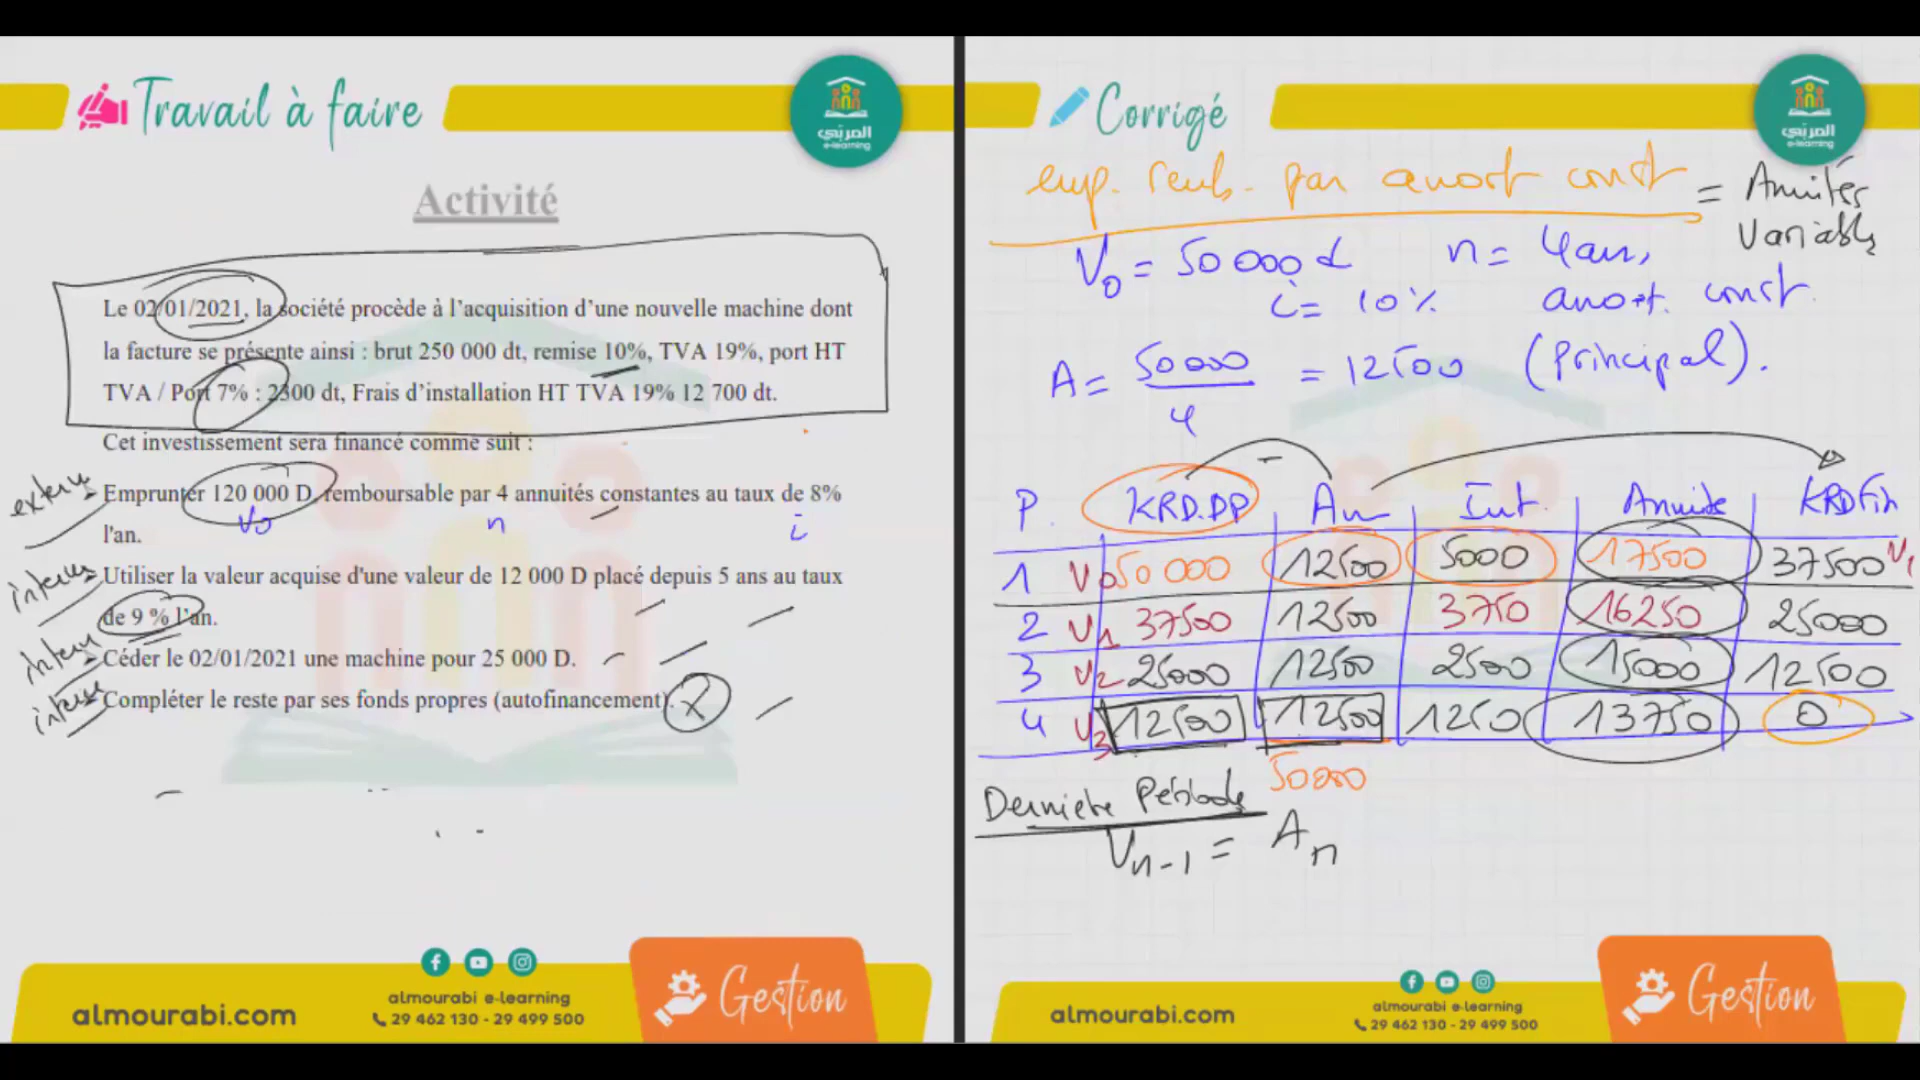 Travail à faire
المربّي
e-learning
Activité
Le 02/01/2021, la société procède à l'acquisition d'une nouvelle machine dont
la facture se présente ainsi : brut 250 000 dt, remise 10%, TVA 19%, port HT
TVA / Port 7% : 2300 dt, Frais d'installation HT TVA 19% 12 700 dt.
Cet investissement sera financé comme suit :
externe
Emprunter 120 000 D, remboursable par 4 annuités constantes au taux de 8%
V0 n i
l'an.
interne
Utiliser la valeur acquise d'une valeur de 12 000 D placé depuis 5 ans au taux
de 9 % l'an.
interne
Céder le 02/01/2021 une machine pour 25 000 D.
interne
Compléter le reste par ses fonds propres (autofinancement).
almourabi.com
almourabi e-learning
29 462 130 - 29 499 500
Gestion
Corrigé
المربّي
e-learning
emp. remb. par amort const = Annuités
Variables
V0 = 50 000 d n = 4 ans,
i = 10% amort. const.
A = 50000 / 4 = 12500 (Principal).
P. KRD.DP Am Int. Annuité KRD Fin
1 V0 50 000 12500 5000 17500 37500 V1
2 V1 37500 12500 3750 16250 25000
3 V2 25000 12500 2500 15000 12500
4 V3 12500 12500 1250 13750 0
50000
Dernière Période
Vn-1 = An
almourabi.com
almourabi e-learning
29 462 130 - 29 499 500
Gestion